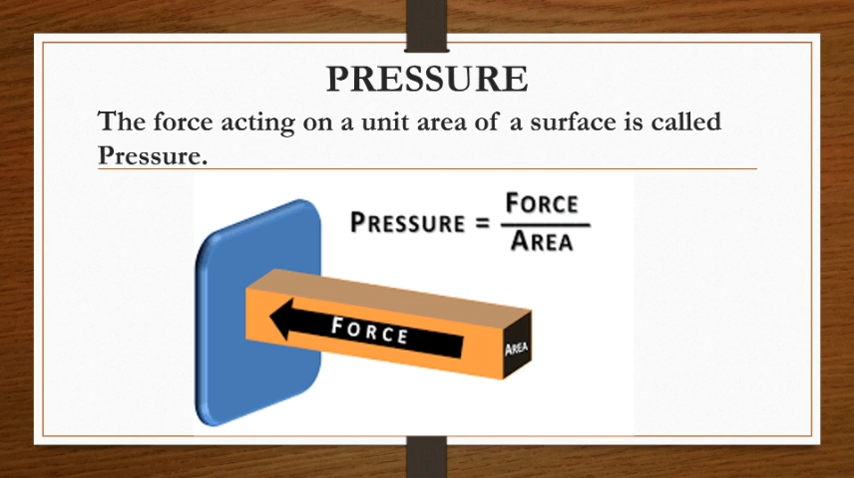 PRESSURE
The force acting on a unit area of a surface is called
Pressure.
PRESSURE = FORCE
AREA
FORCE
AREA